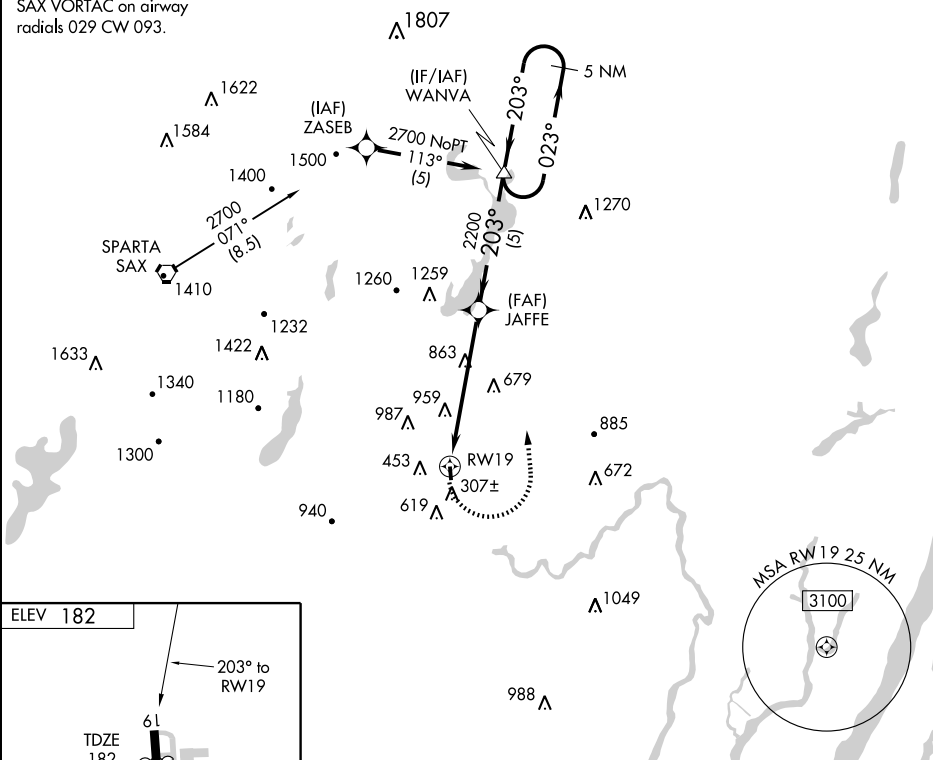 SAX VORTAC on airway
radials 029 CW 093.
1807
5 NM
(IF/IAF)
WANVA
203°
023°
1622
(IAF)
ZASEB
1584
2700 NoPT
113°
(5)
1500
1400
1270
2700
071°
(8.5)
2200
203°
(5)
SPARTA
SAX
1410
1260
1259
(FAF)
JAFFE
1232
1633
1422
863
679
1340
1180
959
987
885
1300
453
RW19
307±
672
619
940
MSA RW19 25 NM
3100
1049
ELEV 182
203° to
RW19
988
19
TDZE
182